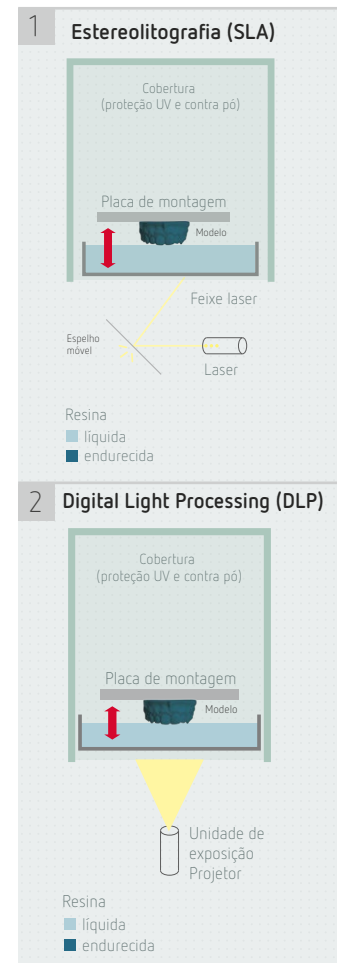 1
Estereolitografia (SLA)
Cobertura
(proteção UV e contra pó)
Placa de montagem
Modelo
Feixe laser
Espelho
móvel
Laser
Resina
líquida
endurecida
2
Digital Light Processing (DLP)
Cobertura
(proteção UV e contra pó)
Placa de montagem
Modelo
Unidade de
exposição
Projetor
Resina
líquida
endurecida